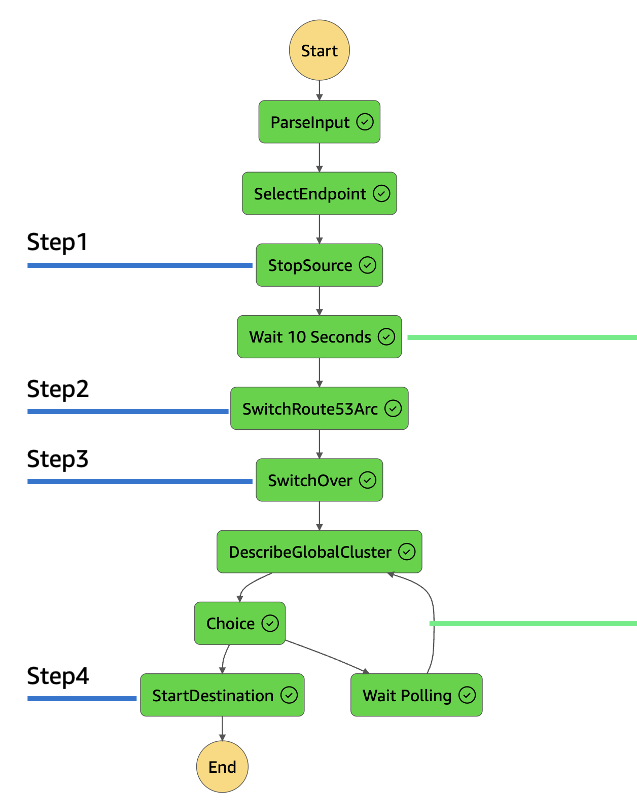 Start
ParseInput
SelectEndpoint
Step1
StopSource
Wait 10 Seconds
Step2
SwitchRoute53Arc
Step3
SwitchOver
DescribeGlobalCluster
Choice
Step4
StartDestination
Wait Polling
End